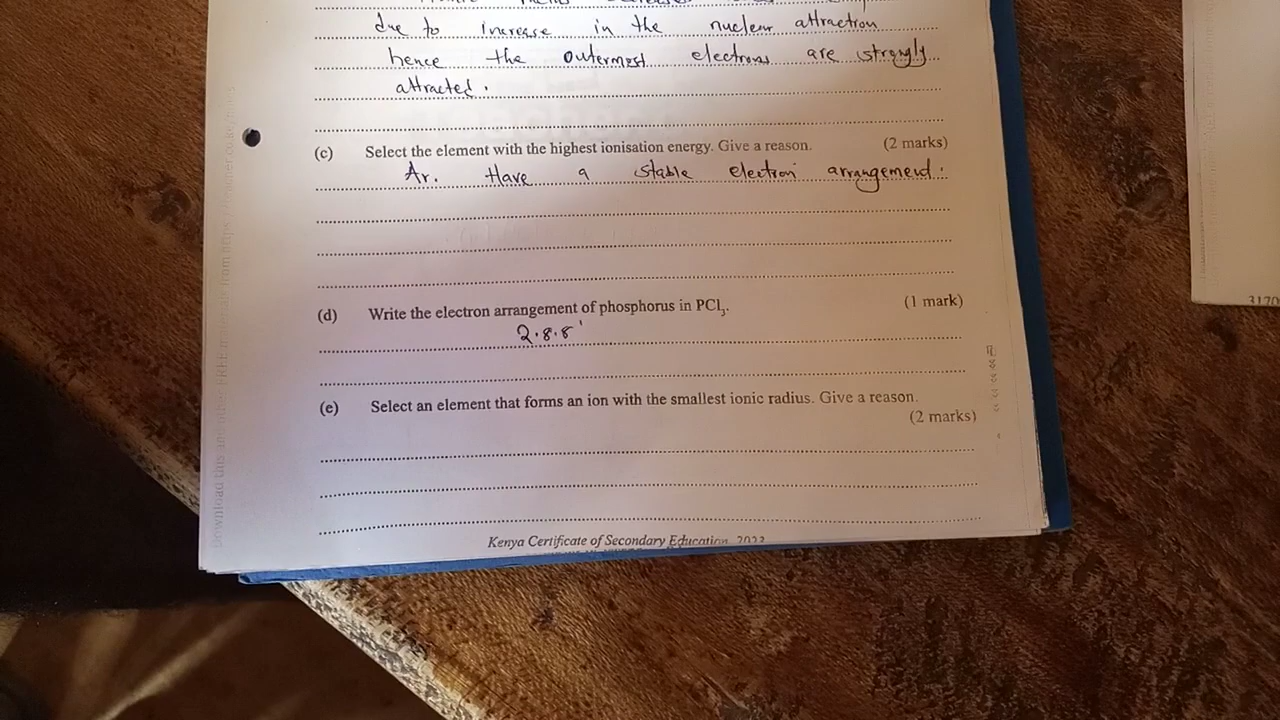 due to increase in the nuclear attraction
hence the outermost electrons are strongly
attracted.
(c) Select the element with the highest ionisation energy. Give a reason. (2 marks)
Ar. Have a stable electron arrangement.
(d) Write the electron arrangement of phosphorus in PCl₃. (1 mark)
2.8.8
(e) Select an element that forms an ion with the smallest ionic radius. Give a reason.
(2 marks)
Kenya Certificate of Secondary Education, 2022
3170